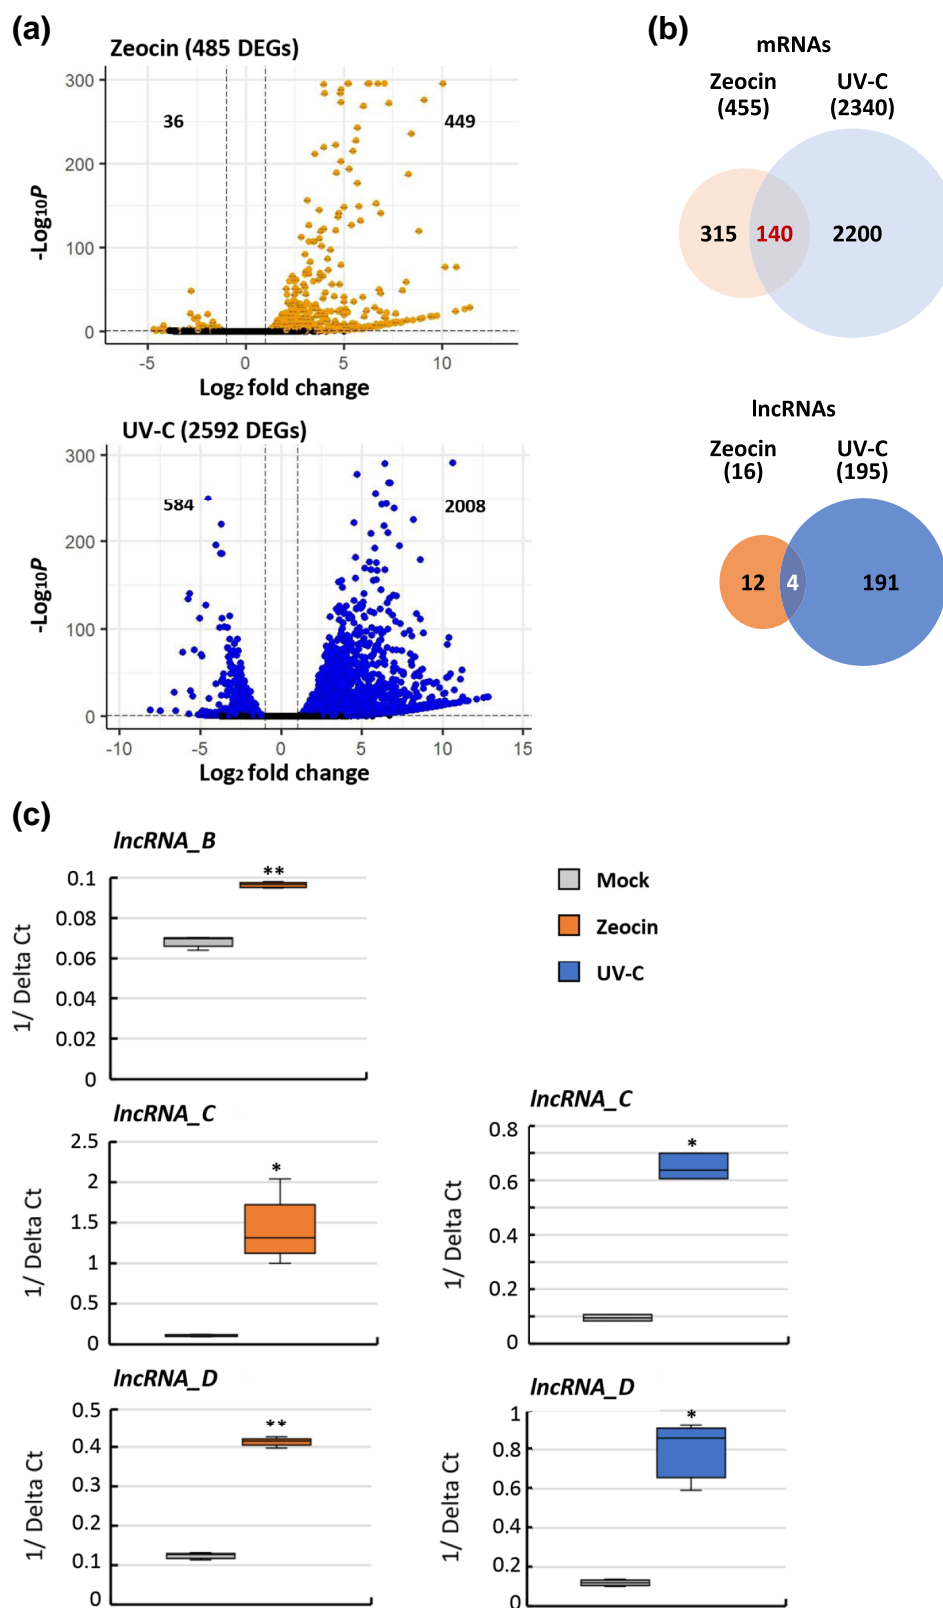 (a)
Zeocin (485 DEGs)
300
200
100
0
36
449
-Log10P
-5
0
5
10
Log2 fold change
UV-C (2592 DEGs)
300
200
100
0
584
2008
-Log10P
-10
-5
0
5
10
15
Log2 fold change
(b)
mRNAs
Zeocin
(455)
UV-C
(2340)
315
140
2200
lncRNAs
Zeocin
(16)
UV-C
(195)
12
4
191
(c)
lncRNA_B
**
0.1
0.08
0.06
0.04
0.02
0
1/ Delta Ct
Mock
Zeocin
UV-C
lncRNA_C
*
2.5
2
1.5
1
0.5
0
1/ Delta Ct
lncRNA_C
*
0.8
0.6
0.4
0.2
0
1/ Delta Ct
lncRNA_D
**
0.5
0.4
0.3
0.2
0.1
0
1/ Delta Ct
lncRNA_D
*
1
0.8
0.6
0.4
0.2
0
1/ Delta Ct